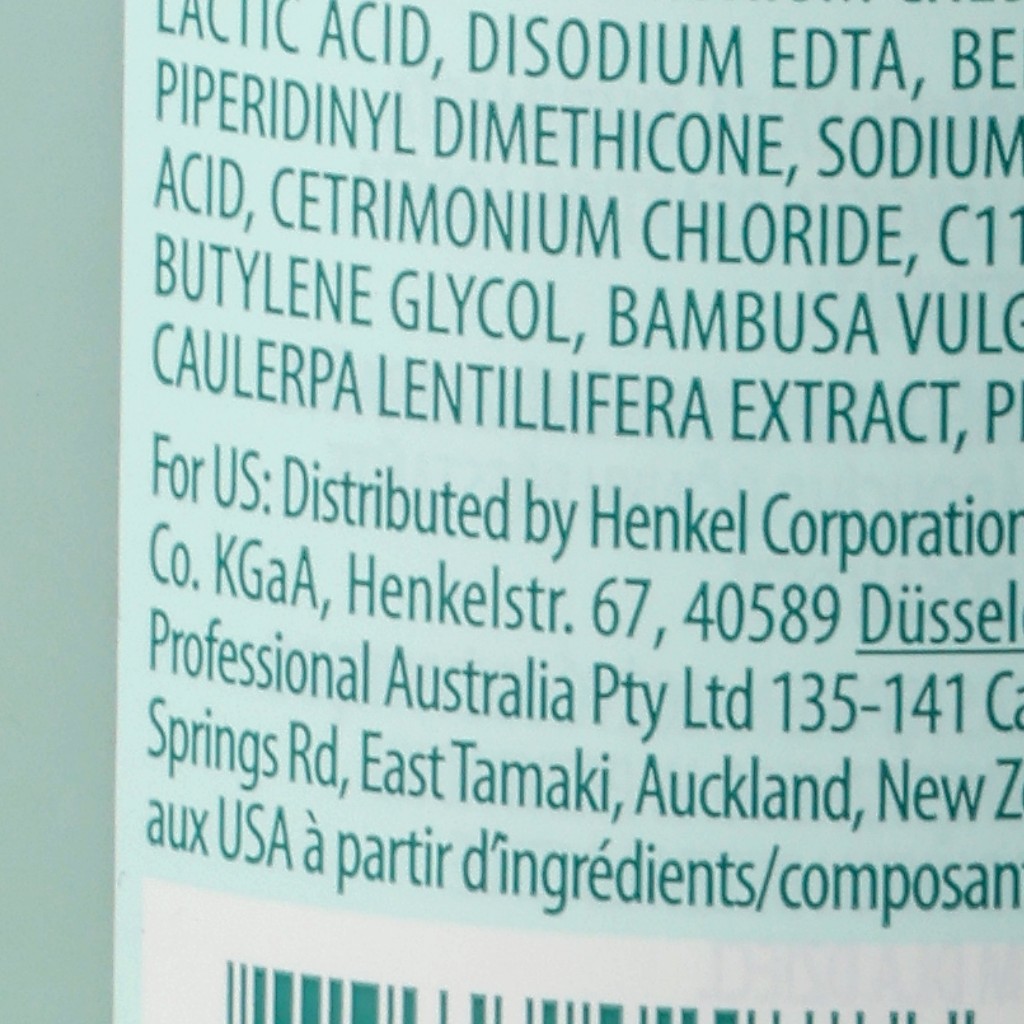 LACTIC ACID, DISODIUM EDTA, BE
PIPERIDINYL DIMETHICONE, SODIUM
ACID, CETRIMONIUM CHLORIDE, C11
BUTYLENE GLYCOL, BAMBUSA VULG
CAULERPA LENTILLIFERA EXTRACT, P
For US: Distributed by Henkel Corporation
Co. KGaA, Henkelstr. 67, 40589 Düssel
Professional Australia Pty Ltd 135-141 Ca
Springs Rd, East Tamaki, Auckland, New Ze
aux USA à partir d'ingrédients/composant